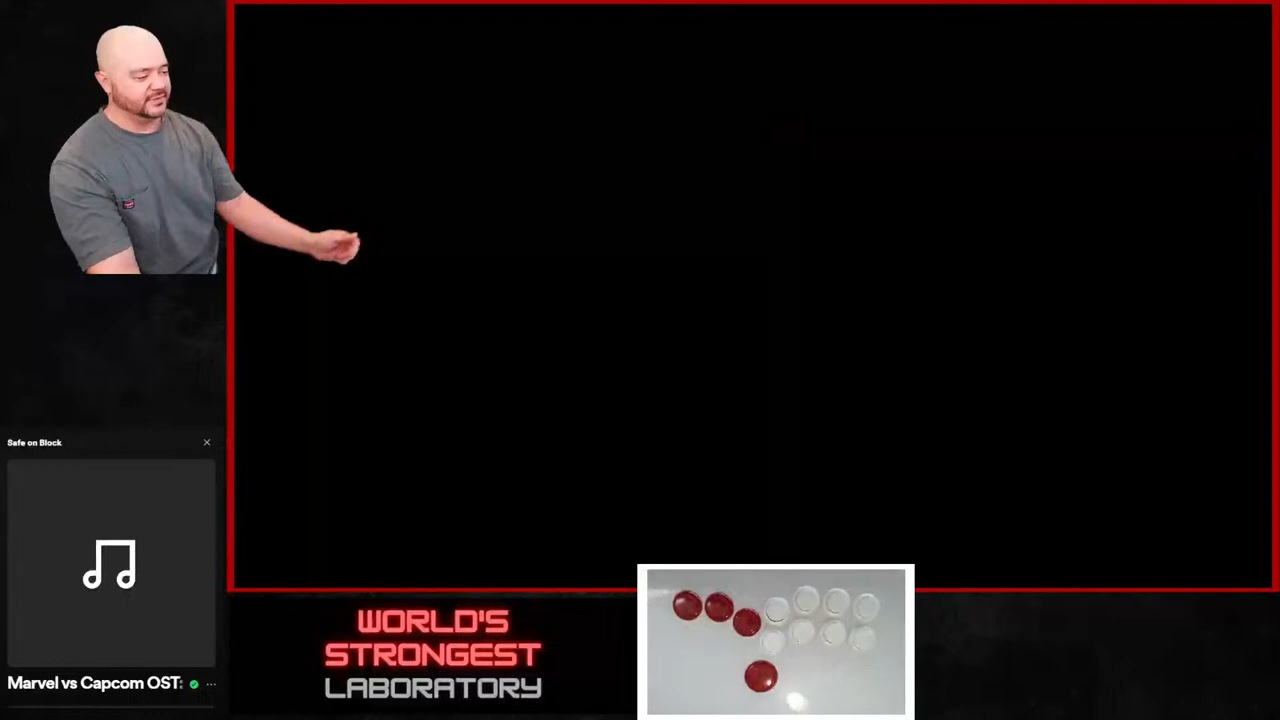 Safe on Block
Marvel vs Capcom OST:
WORLD'S
STRONGEST
LABORATORY